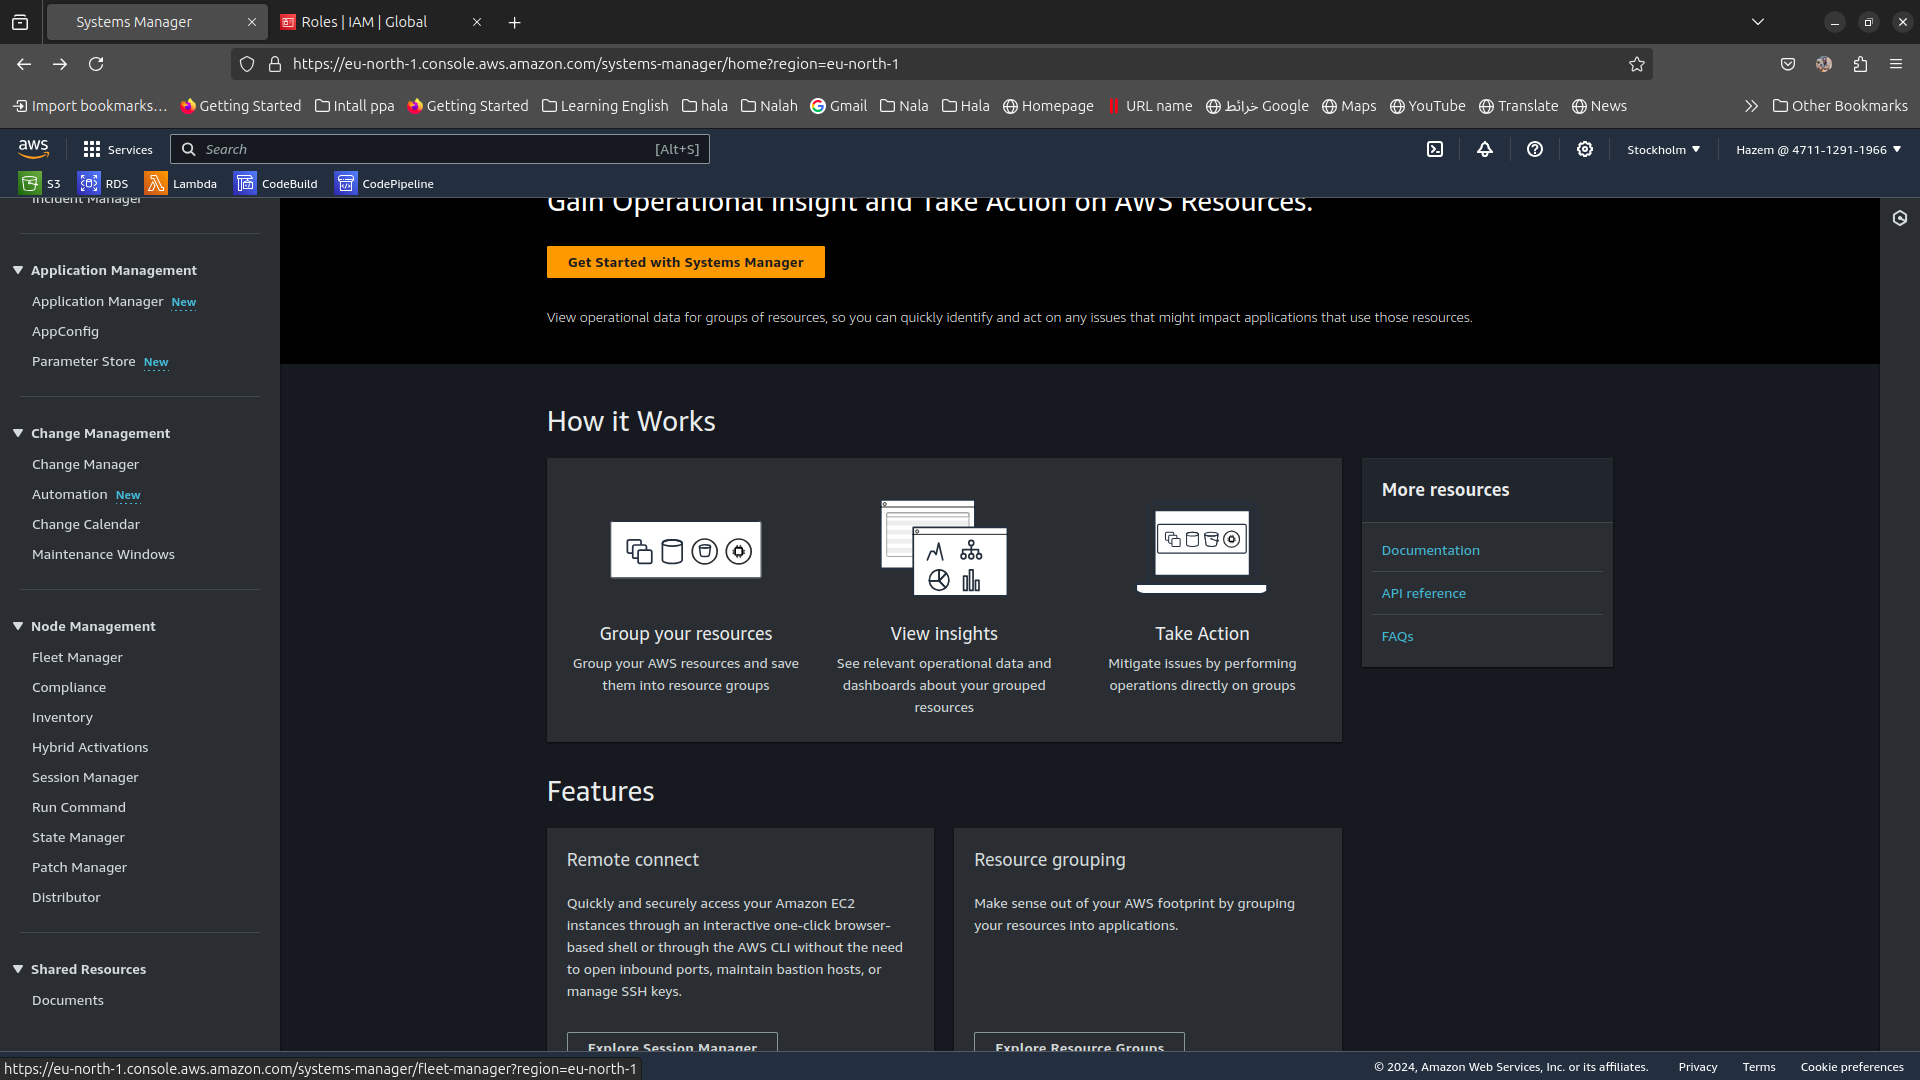 Systems Manager
Roles | IAM | Global
https://eu-north-1.console.aws.amazon.com/systems-manager/home?region=eu-north-1
Import bookmarks...
Getting Started
Intall ppa
Getting Started
Learning English
hala
Nalah
Gmail
Nala
Hala
Homepage
URL name
خرائط Google
Maps
YouTube
Translate
News
Other Bookmarks
aws
Services
Search
[Alt+S]
Stockholm
Hazem @ 4711-1291-1966
S3
RDS
Lambda
CodeBuild
CodePipeline
Incident Manager
Application Management
Application Manager New
AppConfig
Parameter Store New
Change Management
Change Manager
Automation New
Change Calendar
Maintenance Windows
Node Management
Fleet Manager
Compliance
Inventory
Hybrid Activations
Session Manager
Run Command
State Manager
Patch Manager
Distributor
Shared Resources
Documents
Gain Operational Insight and Take Action on AWS Resources.
Get Started with Systems Manager
View operational data for groups of resources, so you can quickly identify and act on any issues that might impact applications that use those resources.
How it Works
Group your resources
Group your AWS resources and save
them into resource groups
View insights
See relevant operational data and
dashboards about your grouped
resources
Take Action
Mitigate issues by performing
operations directly on groups
More resources
Documentation
API reference
FAQs
Features
Remote connect
Quickly and securely access your Amazon EC2
instances through an interactive one-click browser-
based shell or through the AWS CLI without the need
to open inbound ports, maintain bastion hosts, or
manage SSH keys.
Explore Session Manager
Resource grouping
Make sense out of your AWS footprint by grouping
your resources into applications.
Explore Resource Groups
https://eu-north-1.console.aws.amazon.com/systems-manager/fleet-manager?region=eu-north-1
© 2024, Amazon Web Services, Inc. or its affiliates.
Privacy
Terms
Cookie preferences